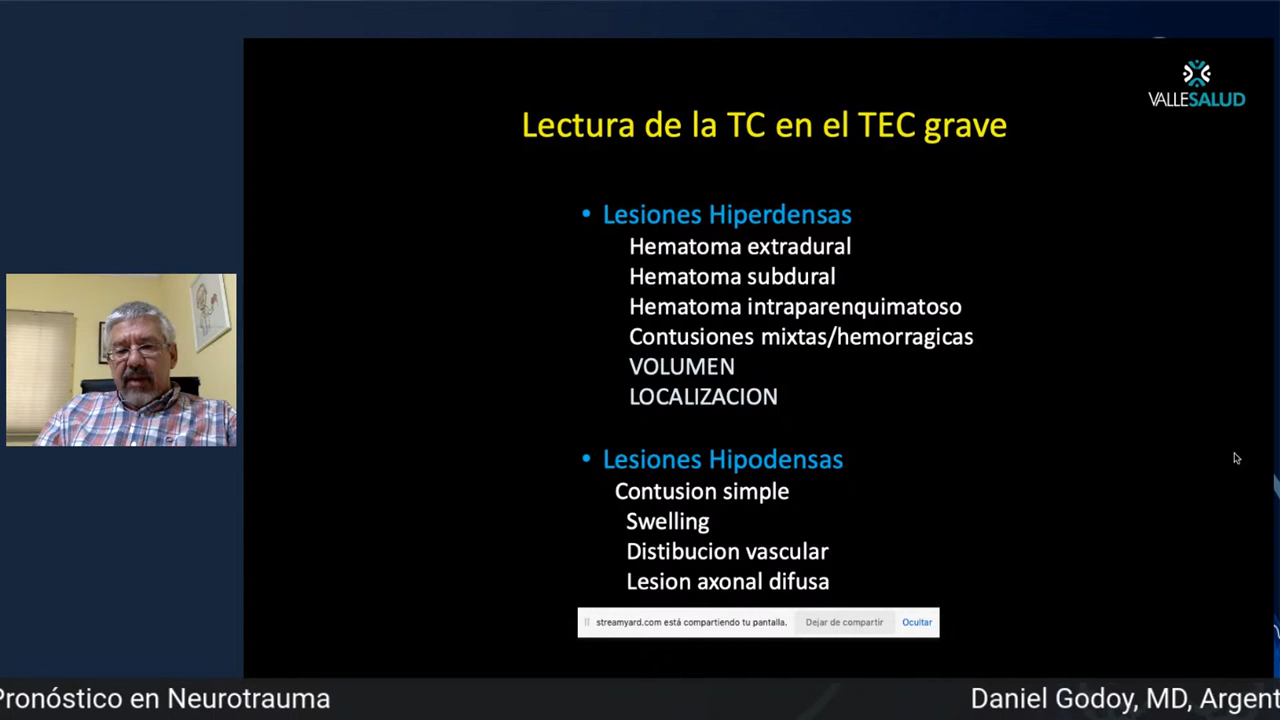 VALLESALUD
Lectura de la TC en el TEC grave
• Lesiones Hiperdensas
Hematoma extradural
Hematoma subdural
Hematoma intraparenquimatoso
Contusiones mixtas/hemorragicas
VOLUMEN
LOCALIZACION
• Lesiones Hipodensas
Contusion simple
Swelling
Distibucion vascular
Lesion axonal difusa
streamyard.com está compartiendo tu pantalla. Dejar de compartir Ocultar
Pronóstico en Neurotrauma
Daniel Godoy, MD, Argent